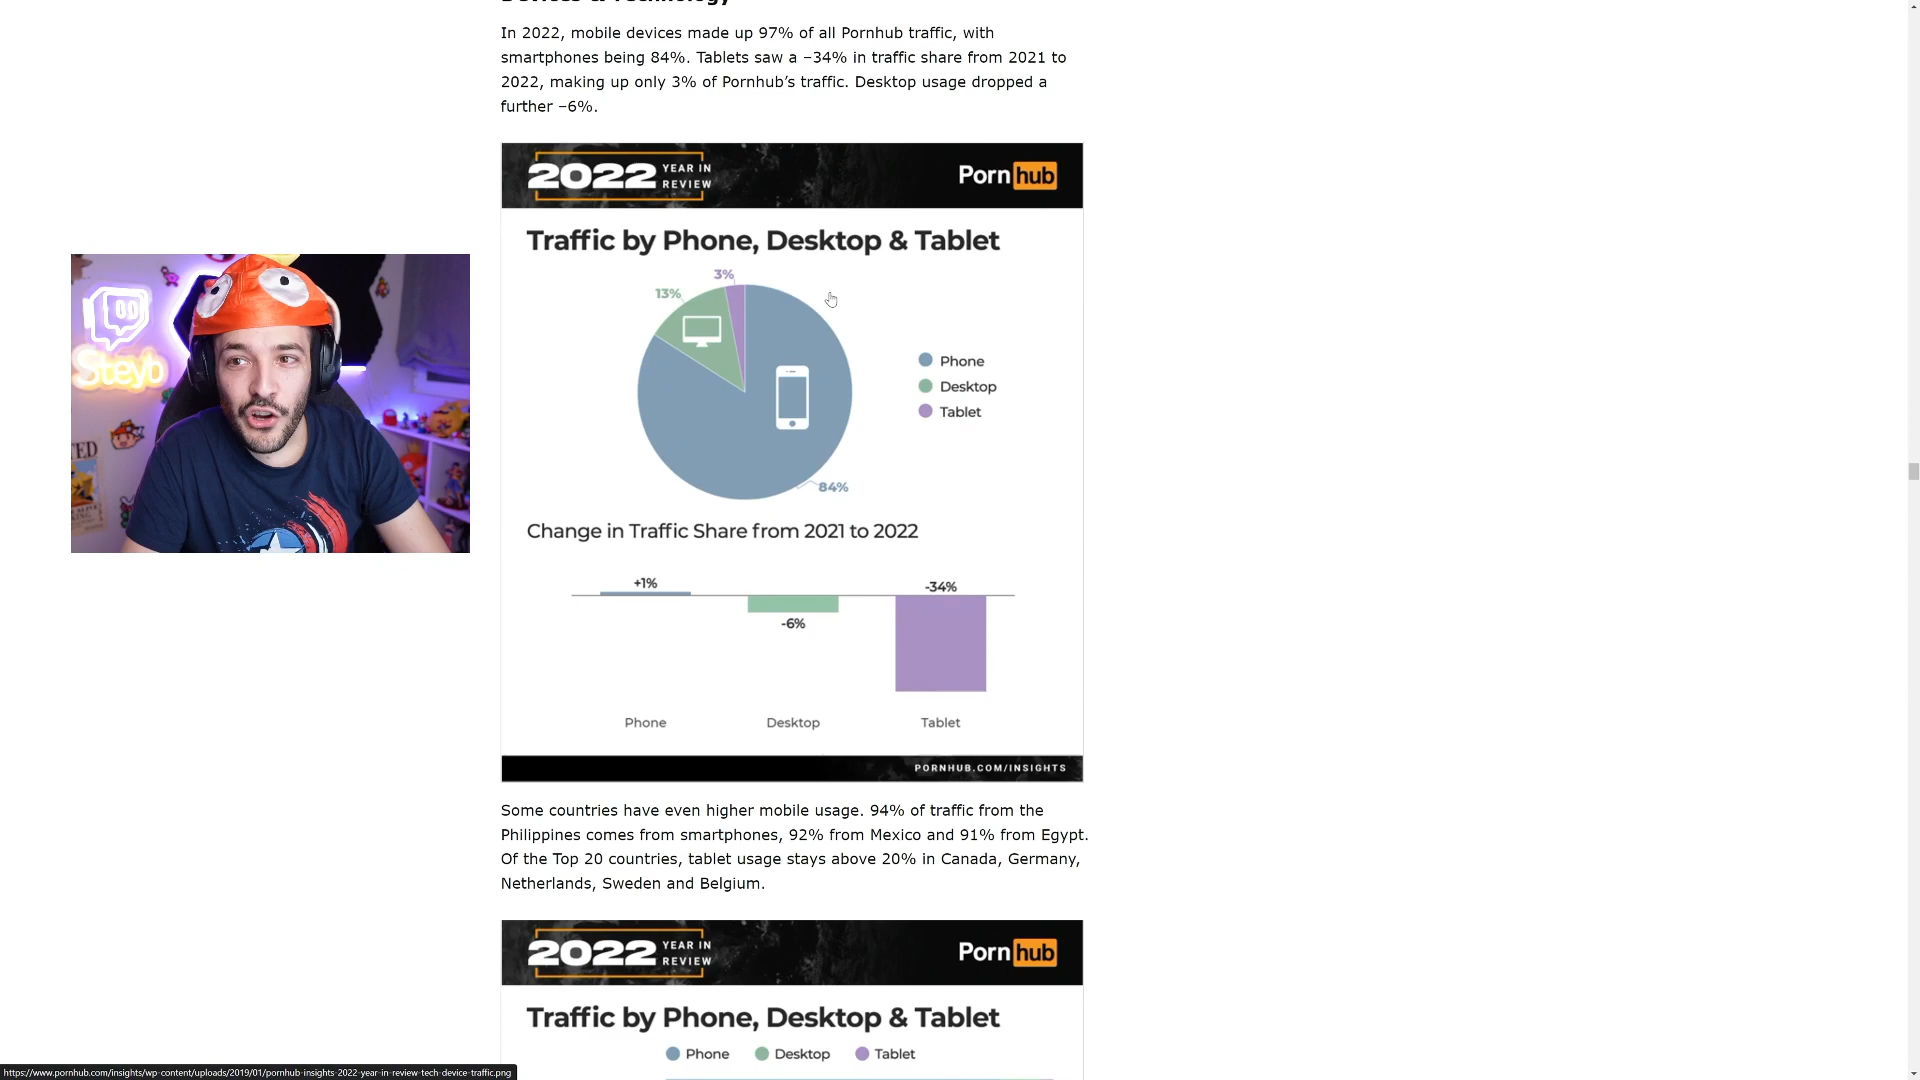 Devices & Technology
In 2022, mobile devices made up 97% of all Pornhub traffic, with
smartphones being 84%. Tablets saw a –34% in traffic share from 2021 to
2022, making up only 3% of Pornhub’s traffic. Desktop usage dropped a
further –6%.
2022 YEAR IN REVIEW
Porn hub
Traffic by Phone, Desktop & Tablet
3%
13%
Phone
Desktop
Tablet
84%
Change in Traffic Share from 2021 to 2022
+1%
-34%
-6%
Phone Desktop Tablet
PORNHUB.COM/INSIGHTS
Steyb
Some countries have even higher mobile usage. 94% of traffic from the
Philippines comes from smartphones, 92% from Mexico and 91% from Egypt.
Of the Top 20 countries, tablet usage stays above 20% in Canada, Germany,
Netherlands, Sweden and Belgium.
2022 YEAR IN REVIEW
Porn hub
Traffic by Phone, Desktop & Tablet
Phone Desktop Tablet
https://www.pornhub.com/insights/wp-content/uploads/2019/01/pornhub-insights-2022-year-in-review-tech-device-traffic.png